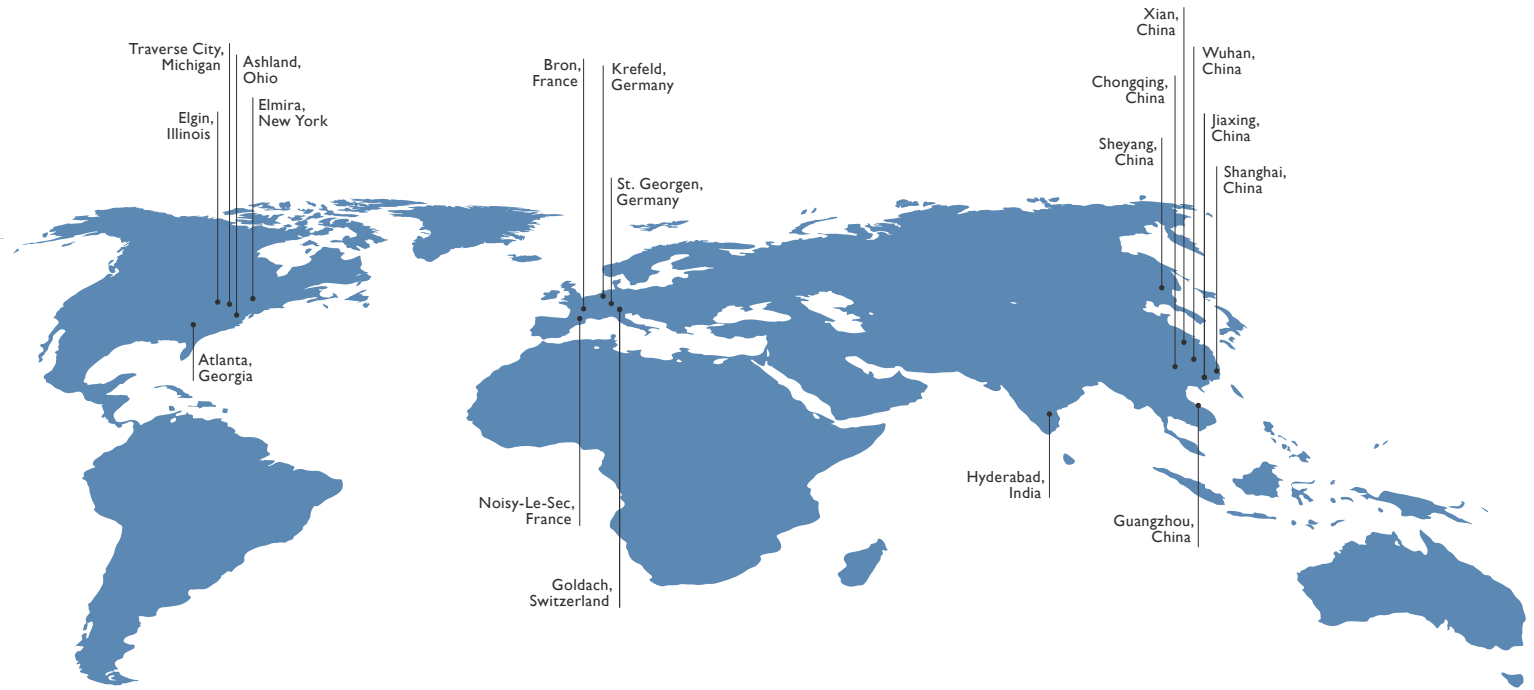 Traverse City,
Michigan
Ashland,
Ohio
Elgin,
Illinois
Elmira,
New York
Atlanta,
Georgia
Bron,
France
Krefeld,
Germany
St. Georgen,
Germany
Noisy-Le-Sec,
France
Goldach,
Switzerland
Xian,
China
Wuhan,
China
Chongqing,
China
Jiaxing,
China
Sheyang,
China
Shanghai,
China
Hyderabad,
India
Guangzhou,
China